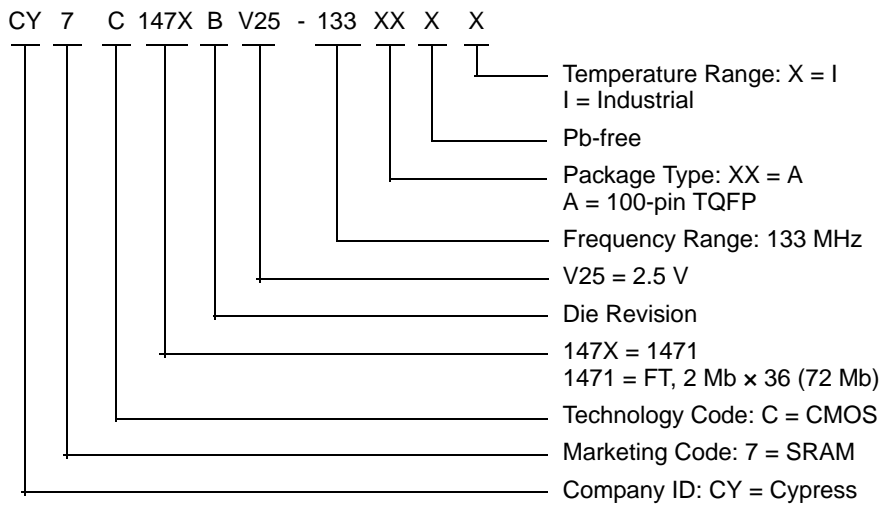 CY 7 C 147X B V25 - 133 XX X X
Temperature Range: X = I
I = Industrial
Pb-free
Package Type: XX = A
A = 100-pin TQFP
Frequency Range: 133 MHz
V25 = 2.5 V
Die Revision
147X = 1471
1471 = FT, 2 Mb × 36 (72 Mb)
Technology Code: C = CMOS
Marketing Code: 7 = SRAM
Company ID: CY = Cypress